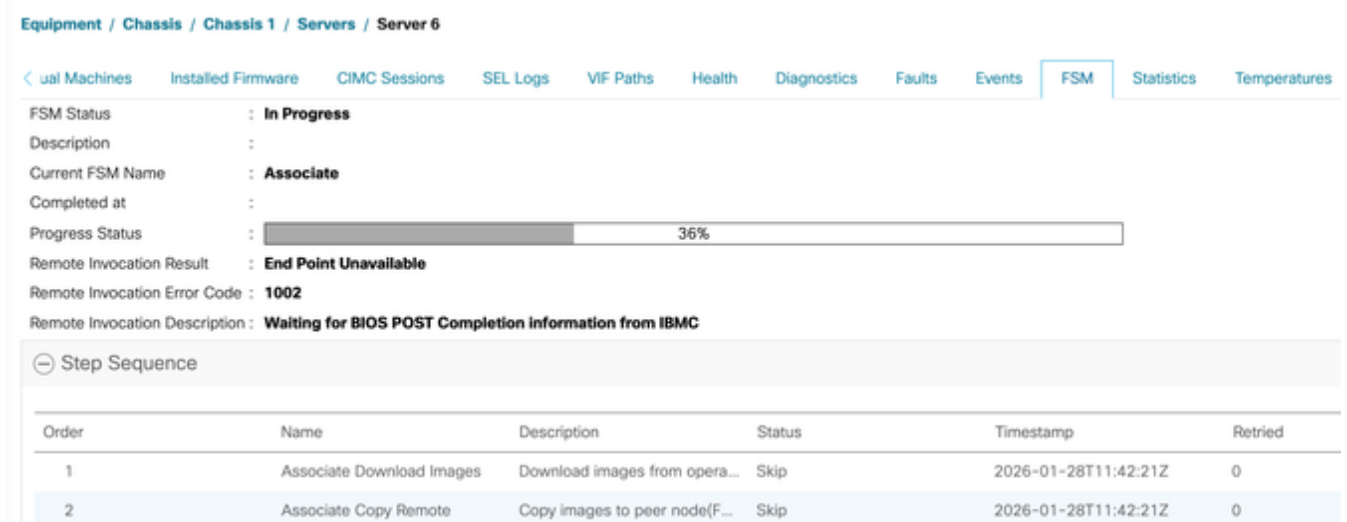 Equipment / Chassis / Chassis 1 / Servers / Server 6
ual Machines Installed Firmware CIMC Sessions SEL Logs VIF Paths Health Diagnostics Faults Events FSM Statistics Temperatures
FSM Status : In Progress
Description :
Current FSM Name : Associate
Completed at :
Progress Status : 36%
Remote Invocation Result : End Point Unavailable
Remote Invocation Error Code : 1002
Remote Invocation Description : Waiting for BIOS POST Completion information from IBMC
Step Sequence
Order Name Description Status Timestamp Retried
1 Associate Download Images Download images from opera... Skip 2026-01-28T11:42:21Z 0
2 Associate Copy Remote Copy images to peer node(F... Skip 2026-01-28T11:42:21Z 0